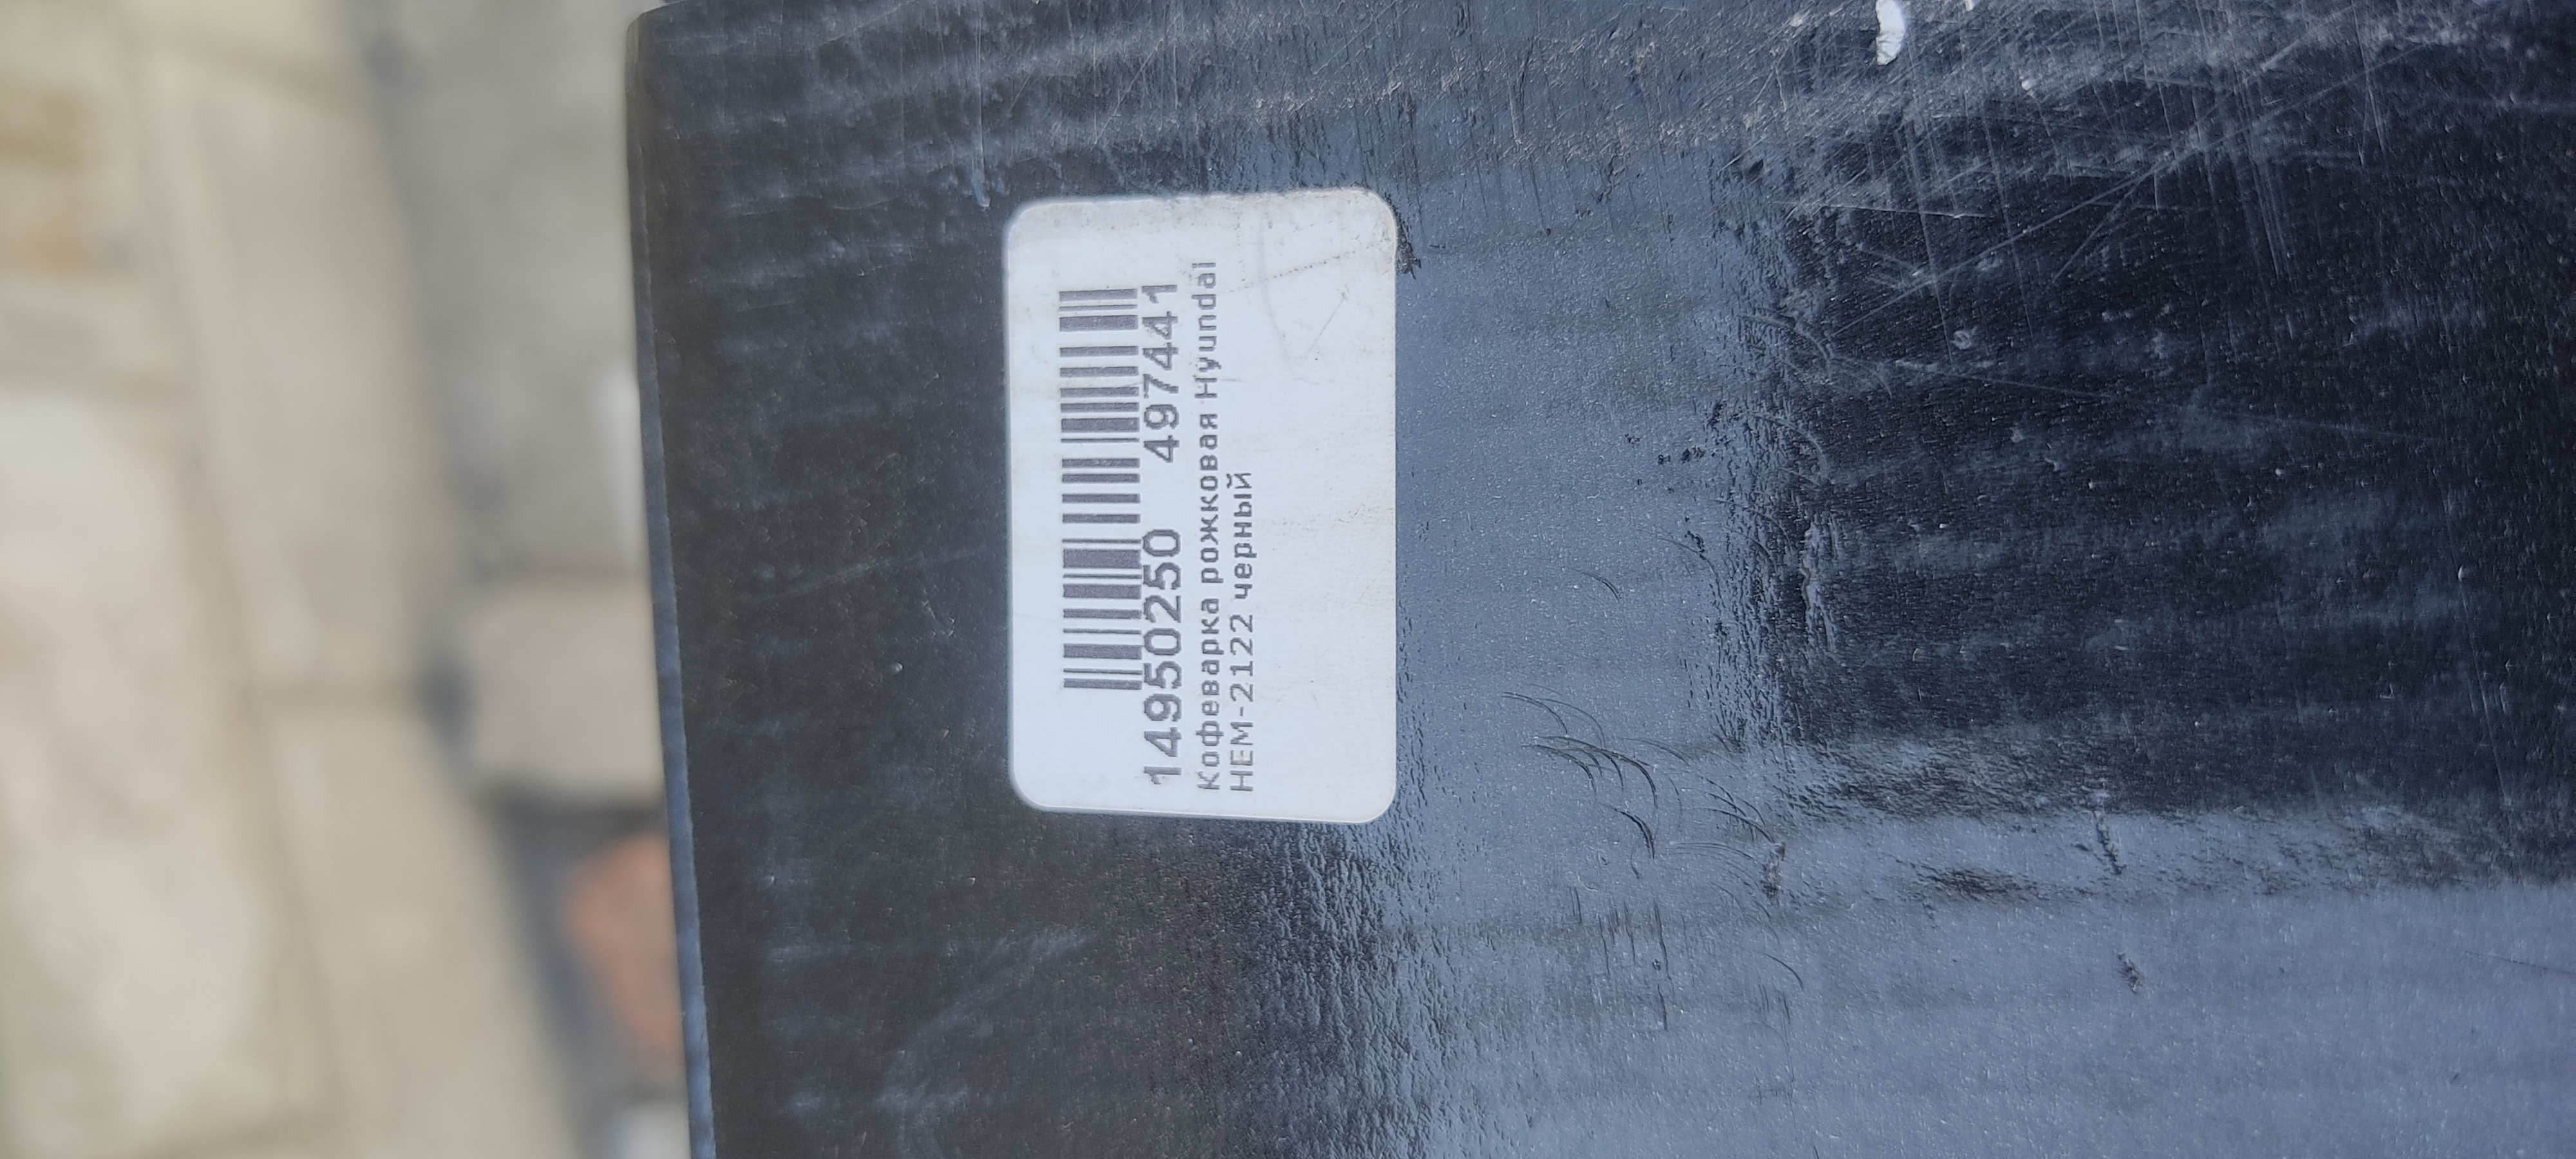 14950250 497441
Кофеварка рожковая Hyundai
HEM-2122 черный